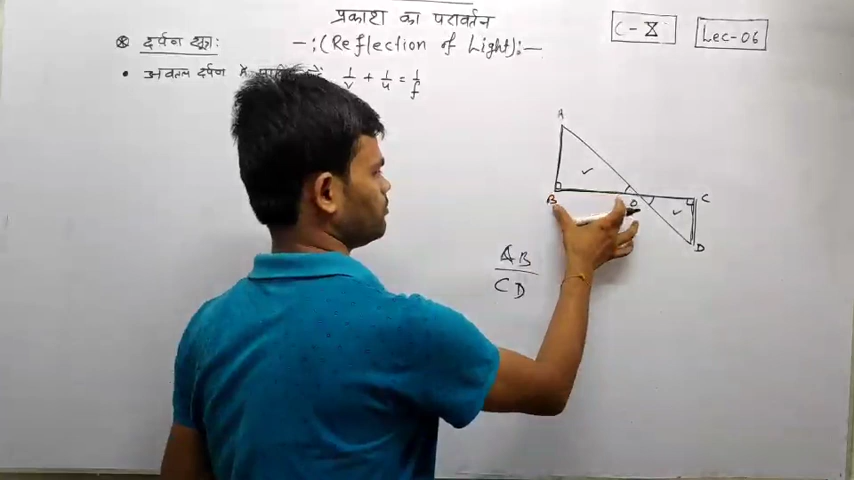 प्रकाश का परावर्तन
C-X
Lec-06
-:(Reflection of Light):-
दर्पण सूत्र:
• अवतल दर्पण में 1/v + 1/u = 1/f
A
B
O
C
D
AB/CD